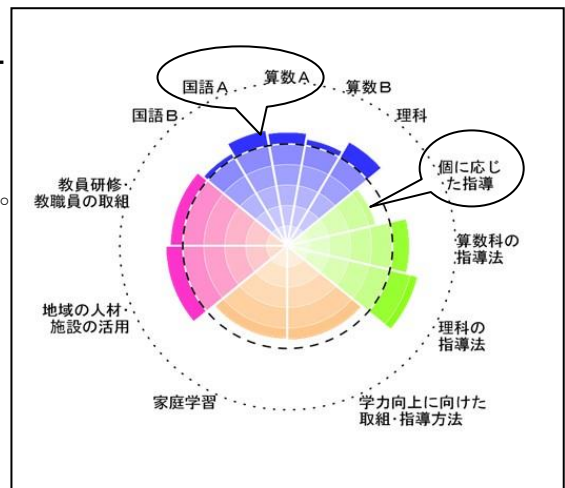 国語A
算数A
算数B
国語B
理科
個に応じ
た指導
教員研修・
教職員の取組
算数科の
指導法
地域の人材・
施設の活用
理科の
指導法
家庭学習
学力向上に向けた
取組・指導方法